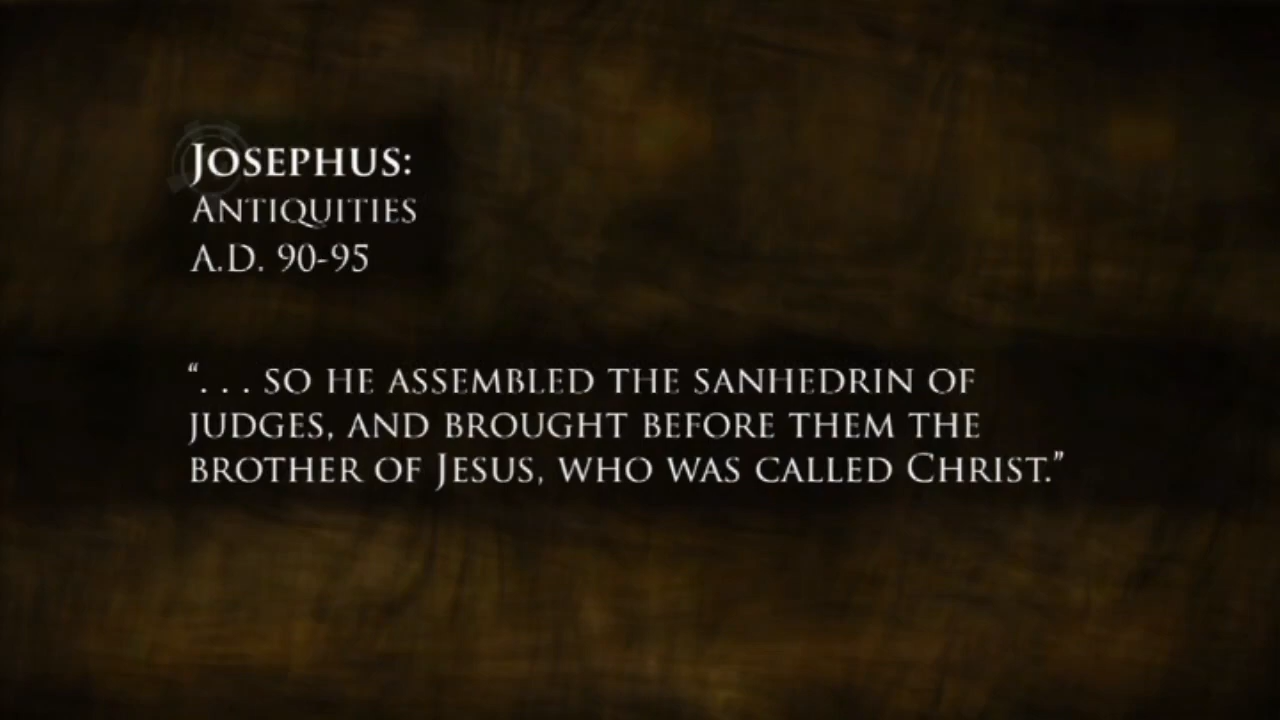 JOSEPHUS:
ANTIQUITIES
A.D. 90-95
“. . . SO HE ASSEMBLED THE SANHEDRIN OF
JUDGES, AND BROUGHT BEFORE THEM THE
BROTHER OF JESUS, WHO WAS CALLED CHRIST.”